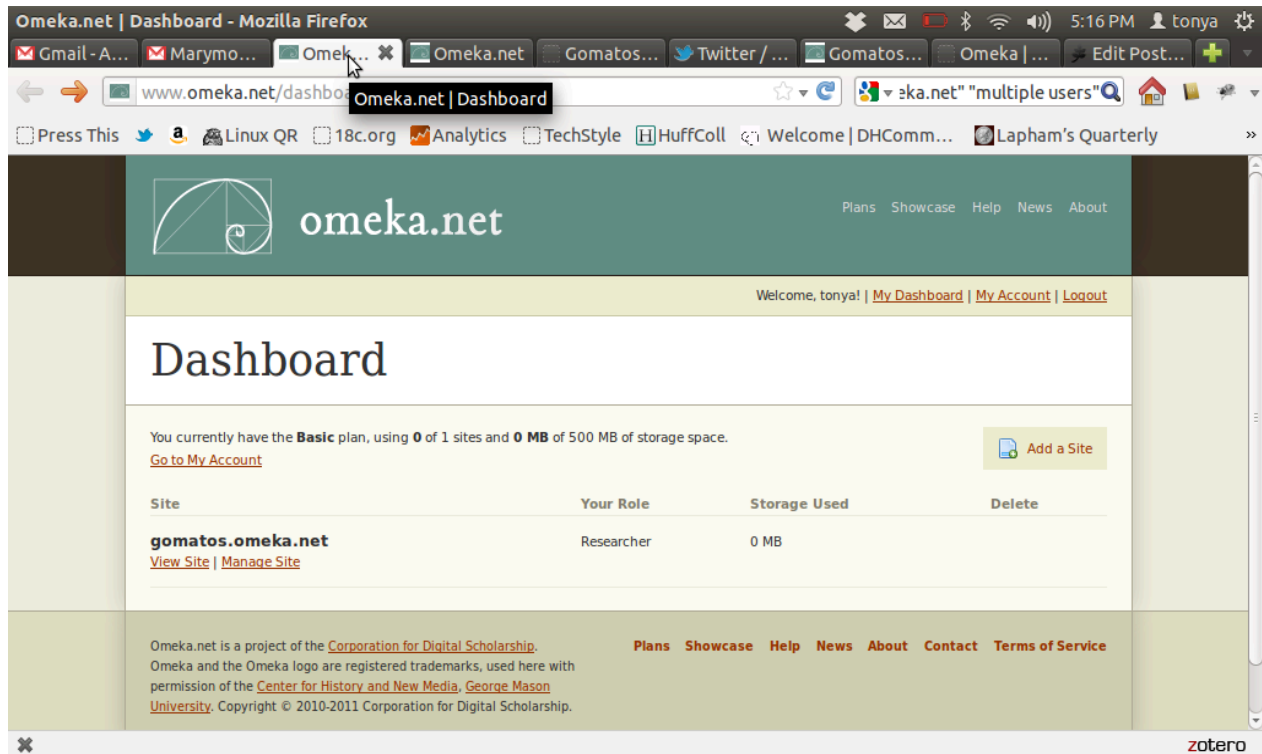 Omeka.net | Dashboard - Mozilla Firefox 5:16 PM tonya
Gmail - A... Marymo... Omek... Omeka.net Gomatos... Twitter / ... Gomatos... Omeka | ... Edit Post...
www.omeka.net/dashboa eka.net" "multiple users"
Omeka.net | Dashboard
Press This Linux QR 18c.org Analytics TechStyle HuffColl Welcome | DHComm... Lapham's Quarterly »
omeka.net
Plans Showcase Help News About
Welcome, tonya! | My Dashboard | My Account | Logout
Dashboard
You currently have the Basic plan, using 0 of 1 sites and 0 MB of 500 MB of storage space.
Go to My Account
Add a Site
Site Your Role Storage Used Delete
gomatos.omeka.net Researcher 0 MB
View Site | Manage Site
Omeka.net is a project of the Corporation for Digital Scholarship.
Omeka and the Omeka logo are registered trademarks, used here with
permission of the Center for History and New Media, George Mason
University. Copyright © 2010-2011 Corporation for Digital Scholarship.
Plans Showcase Help News About Contact Terms of Service
zotero